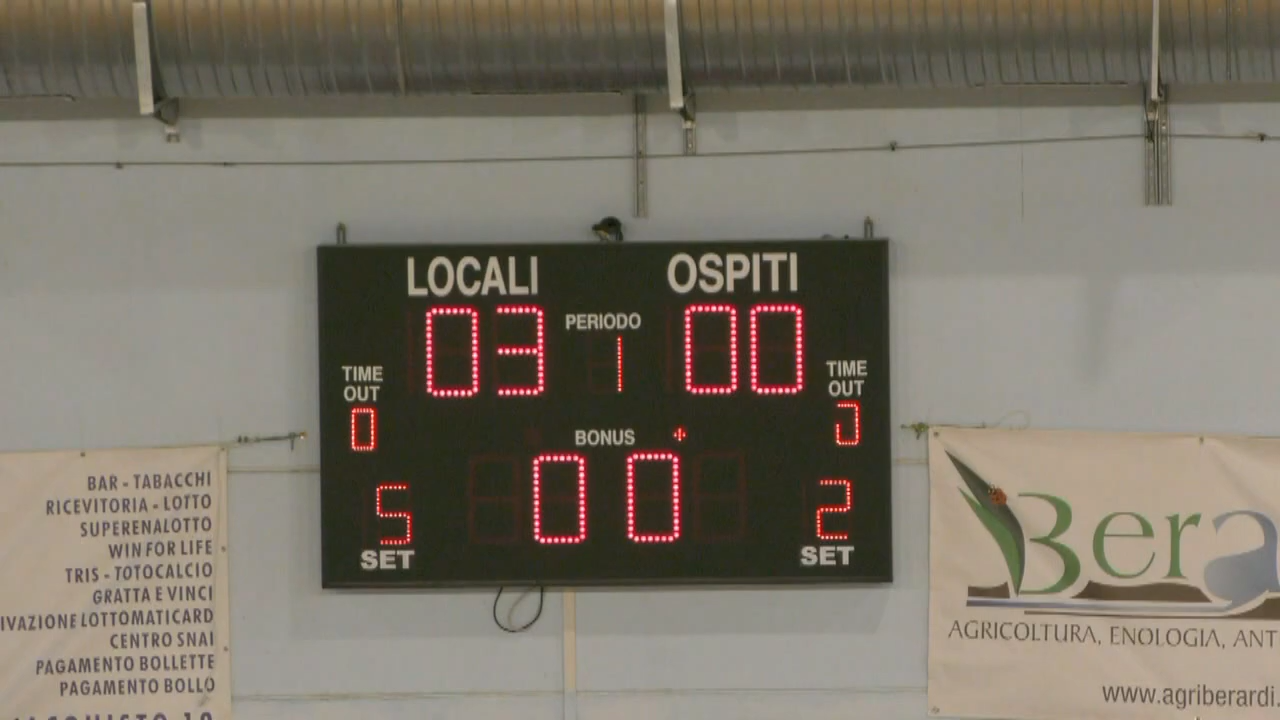 LOCALI
OSPITI
03
PERIODO
1
00
TIME
OUT
0
TIME
OUT
BONUS
0 0
5
SET
2
SET
BAR - TABACCHI
RICEVITORIA - LOTTO
SUPERENALOTTO
WIN FOR LIFE
TRIS - TOTOCALCIO
GRATTA E VINCI
IVAZIONE LOTTOMATICARD
CENTRO SNAI
PAGAMENTO BOLLETTE
PAGAMENTO BOLLO
Bera
AGRICOLTURA, ENOLOGIA, ANT
www.agriberardi.